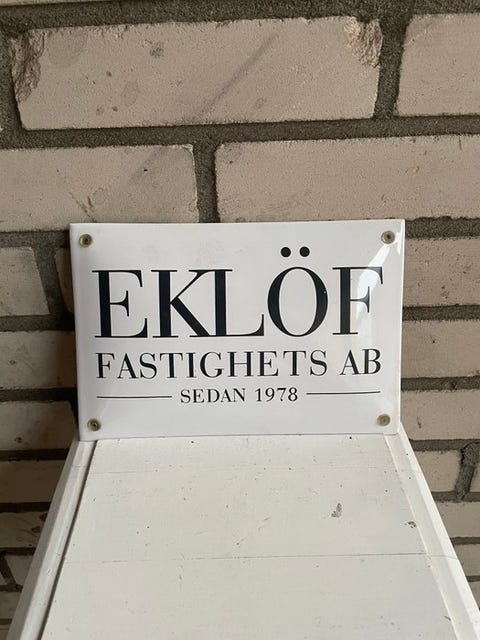 EKLÖF
FASTIGHETS AB
SEDAN 1978